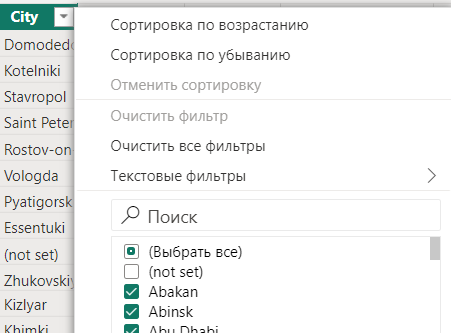 City
Domodedo
Kotelniki
Stavropol
Saint Peter
Rostov-on
Vologda
Pyatigorsk
Essentuki
(not set)
Zhukovskiy
Kizlyar
Khimki
Сортировка по возрастанию
Сортировка по убыванию
Отменить сортировку
Очистить фильтр
Очистить все фильтры
Текстовые фильтры
Поиск
(Выбрать все)
(not set)
Abakan
Abinsk
Abu Dhabi